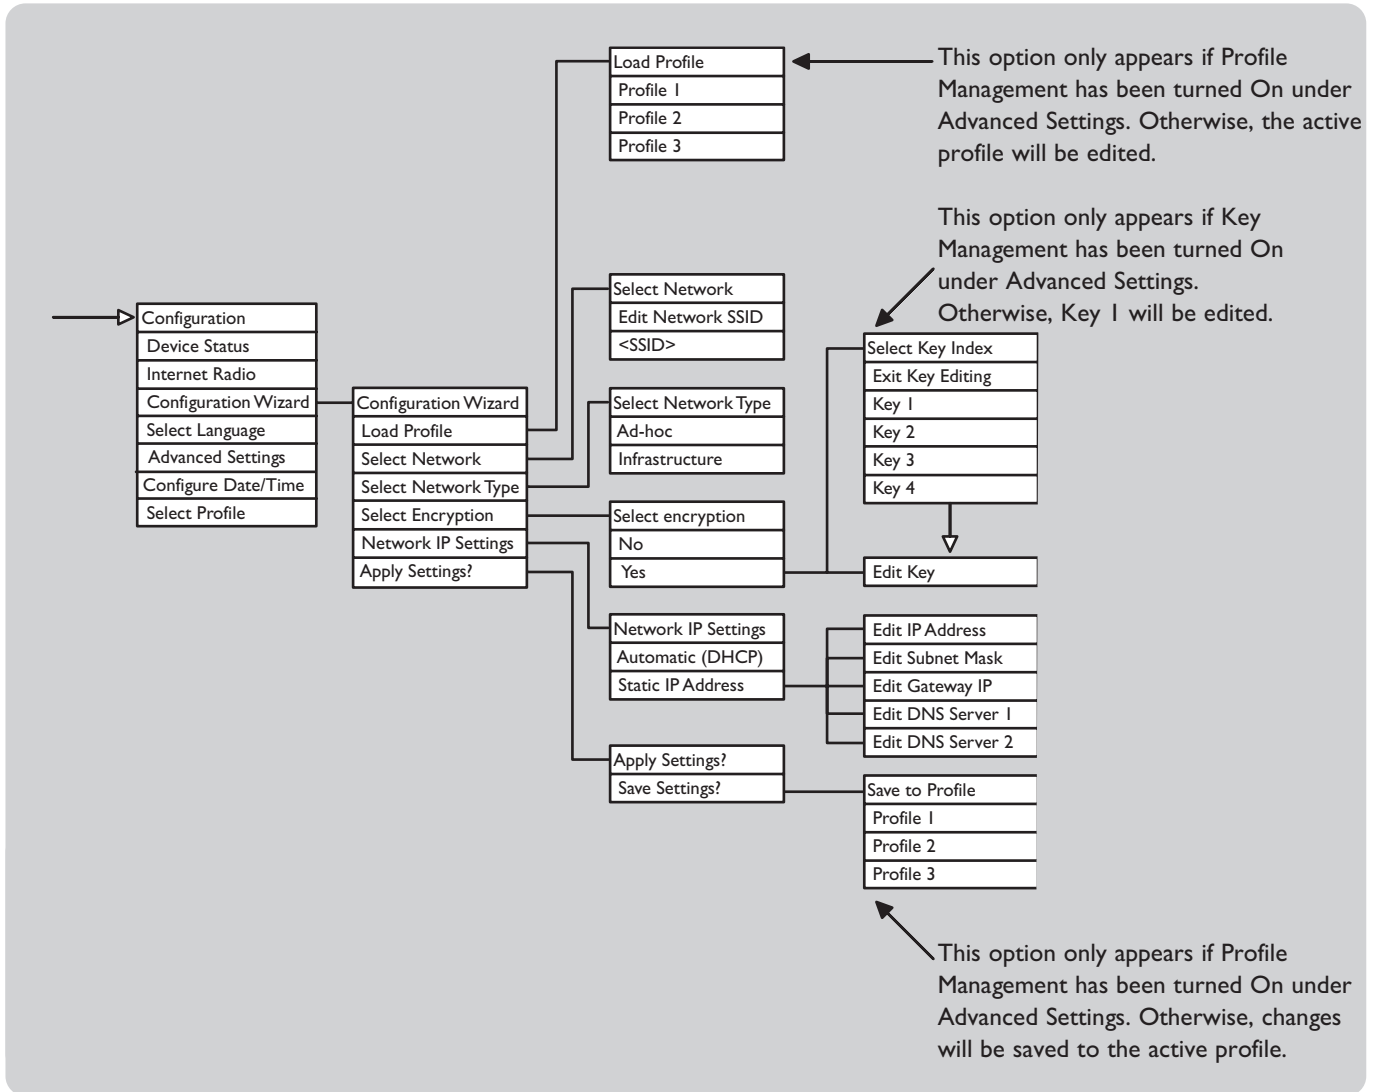 Load Profile
Profile 1
Profile 2
Profile 3
This option only appears if Profile
Management has been turned On under
Advanced Settings. Otherwise, the active
profile will be edited.
This option only appears if Key
Management has been turned On
under Advanced Settings.
Otherwise, Key 1 will be edited.
Configuration
Device Status
Internet Radio
Configuration Wizard
Select Language
Advanced Settings
Configure Date/Time
Select Profile
Configuration Wizard
Load Profile
Select Network
Select Network Type
Select Encryption
Network IP Settings
Apply Settings?
Select Network
Edit Network SSID
<SSID>
Select Network Type
Ad-hoc
Infrastructure
Select encryption
No
Yes
Select Key Index
Exit Key Editing
Key 1
Key 2
Key 3
Key 4
Edit Key
Network IP Settings
Automatic (DHCP)
Static IP Address
Edit IP Address
Edit Subnet Mask
Edit Gateway IP
Edit DNS Server 1
Edit DNS Server 2
Apply Settings?
Save Settings?
Save to Profile
Profile 1
Profile 2
Profile 3
This option only appears if Profile
Management has been turned On under
Advanced Settings. Otherwise, changes
will be saved to the active profile.